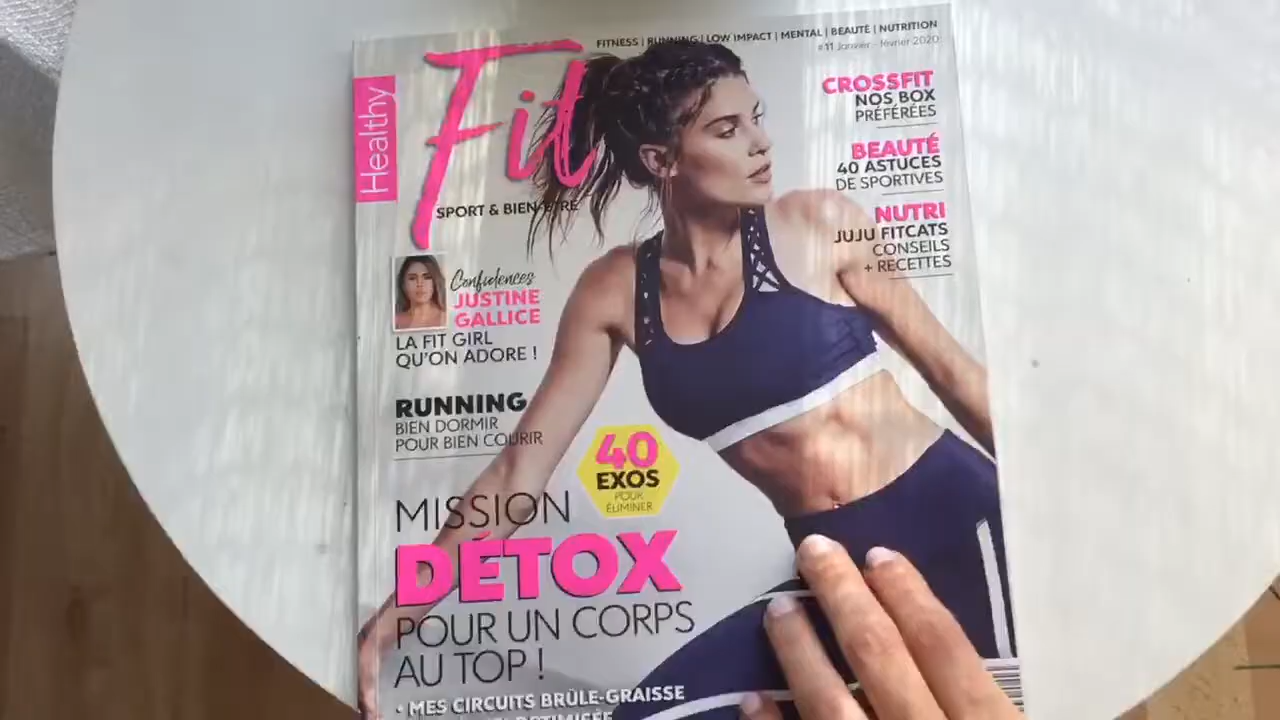 FITNESS | RUNNING | LOW IMPACT | MENTAL | BEAUTÉ | NUTRITION
#11 Janvier - février 2020
Healthy
Fit
SPORT & BIEN-ÊTRE
CROSSFIT
NOS BOX
PRÉFÉRÉES
BEAUTÉ
40 ASTUCES
DE SPORTIVES
NUTRI
JUJU FITCATS
CONSEILS
+ RECETTES
Confidences
JUSTINE
GALLICE
LA FIT GIRL
QU'ON ADORE !
RUNNING
BIEN DORMIR
POUR BIEN COURIR
40
EXOS
POUR
ÉLIMINER
MISSION
DÉTOX
POUR UN CORPS
AU TOP !
• MES CIRCUITS BRÛLE-GRAISSE